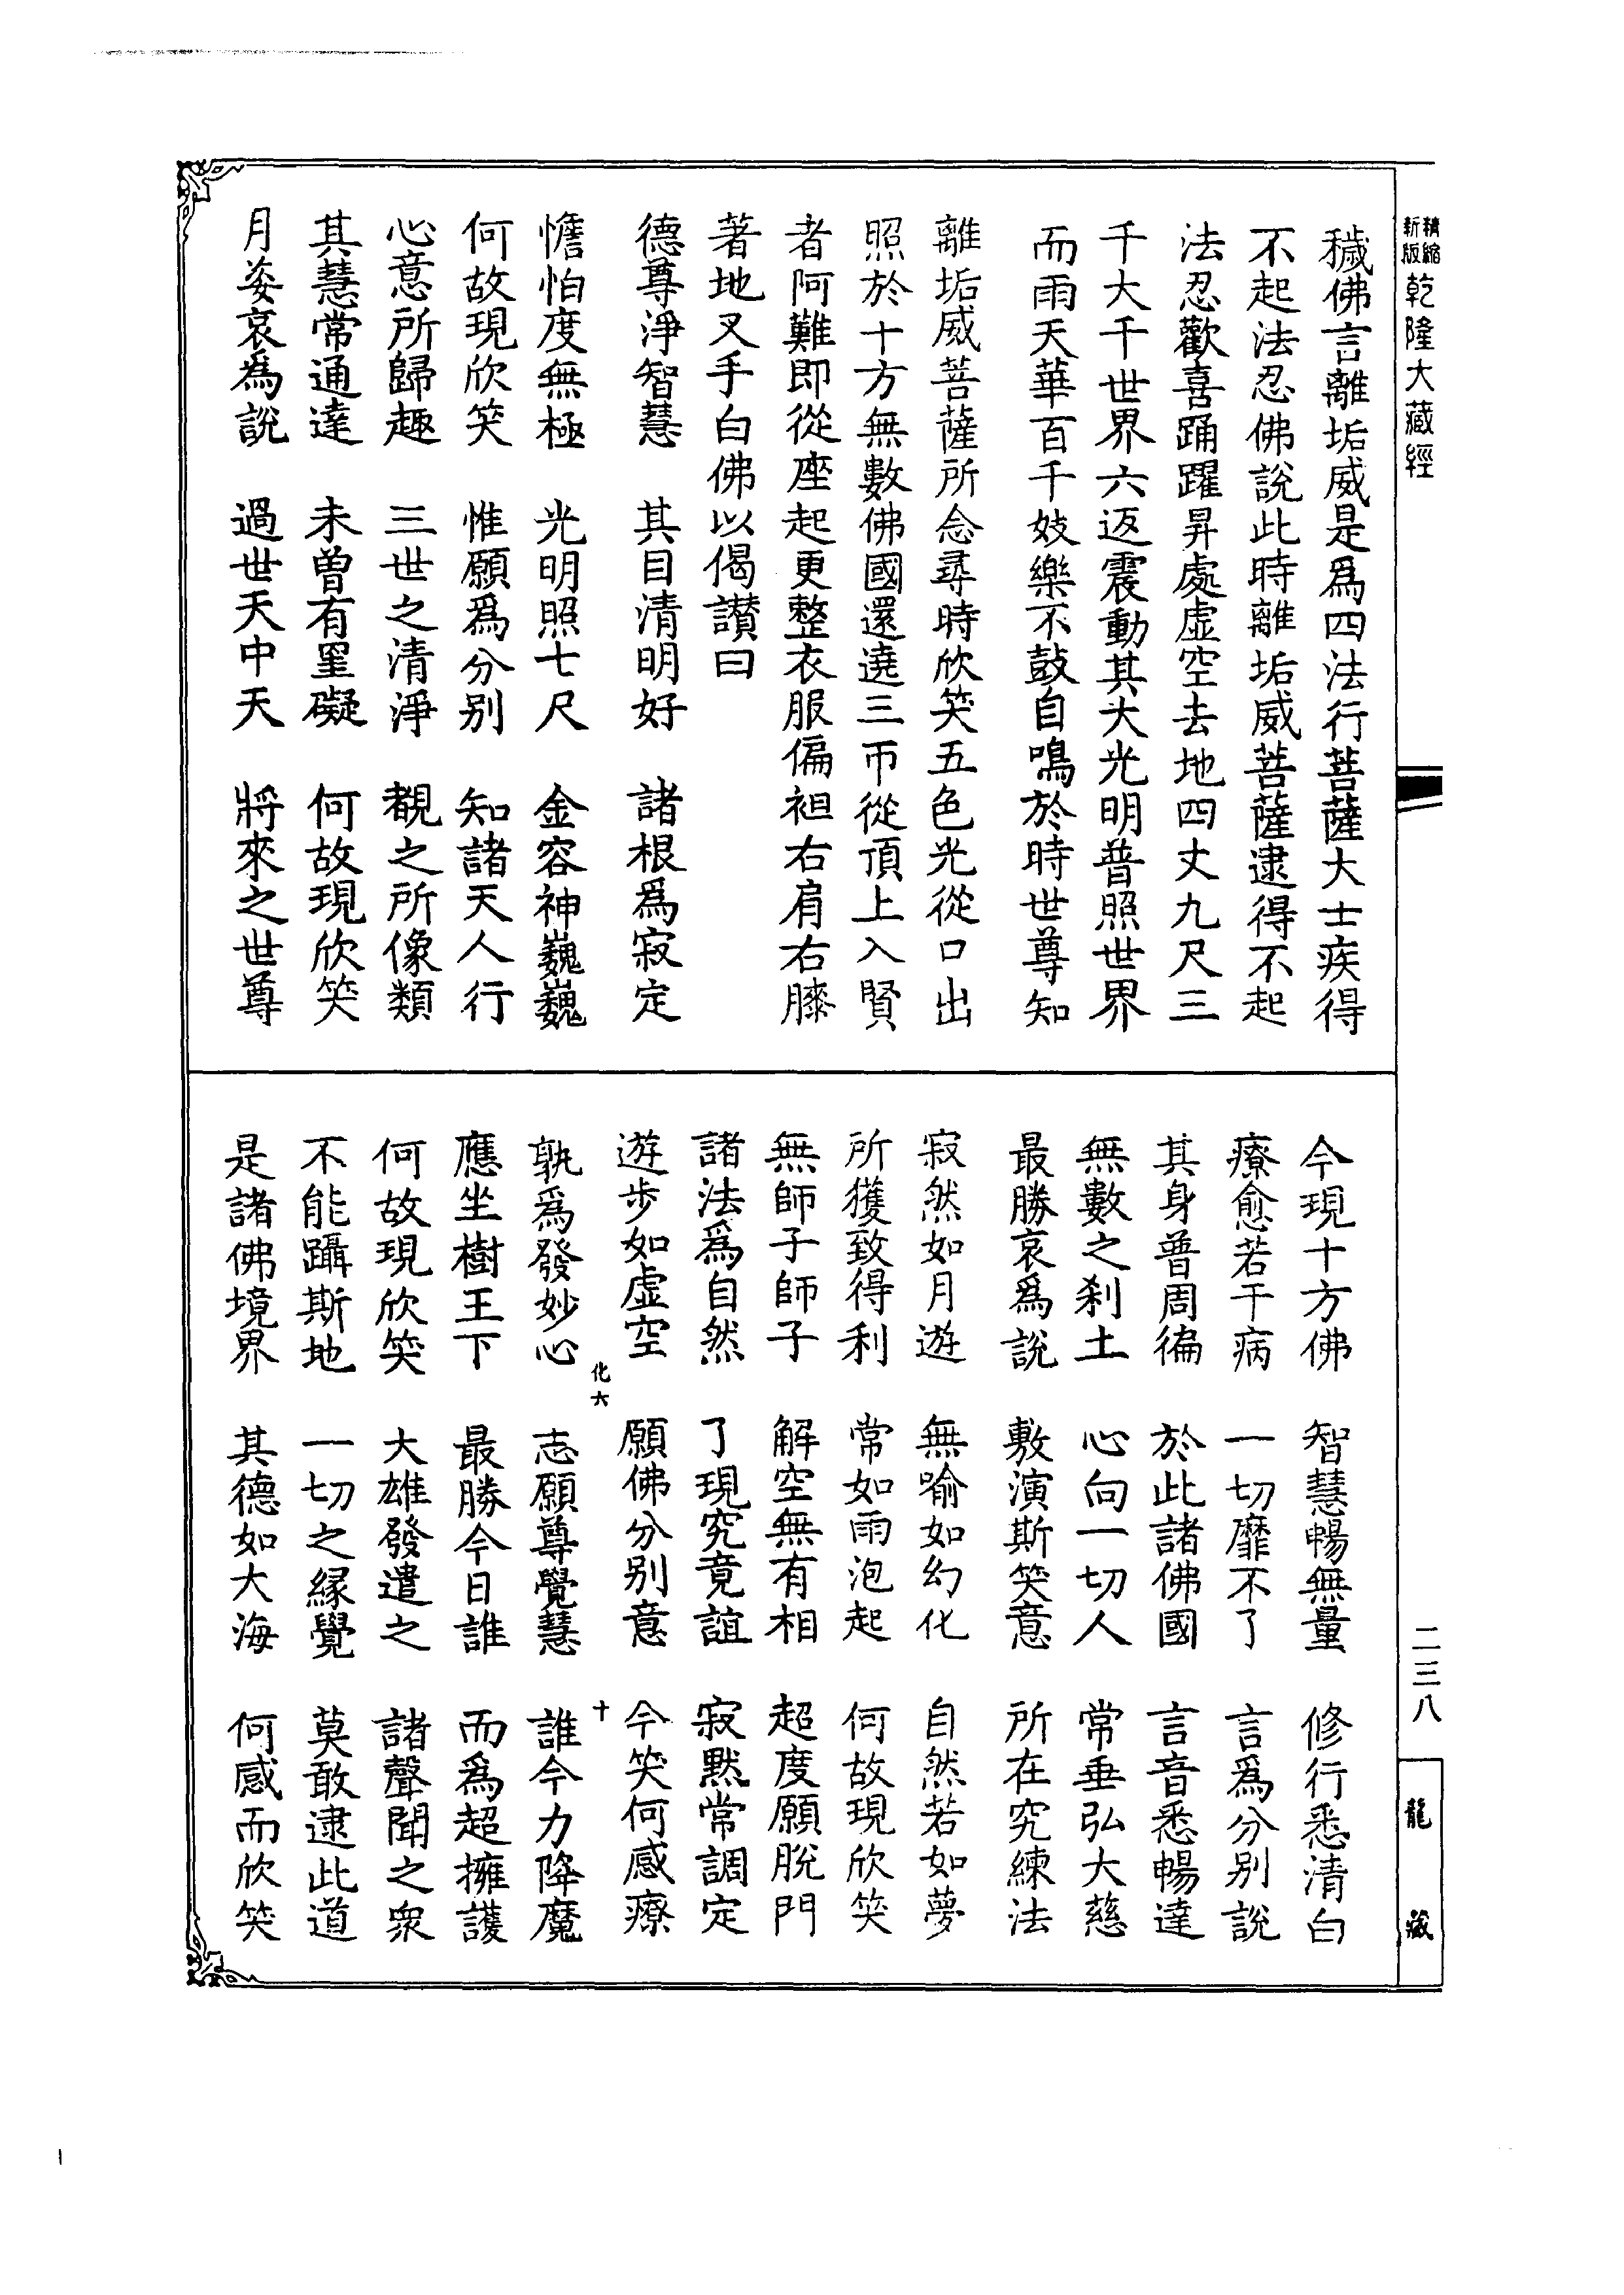 精縮
新版
乾隆大藏經
穢佛言離垢威是為四法行菩薩大士疾得
不起法忍佛說此時離垢威菩薩逮得不起
法忍歡喜踊躍昇處虛空去地四丈九尺三
千大千世界六返震動其大光明普照世界
而雨天華百千妓樂不鼓自鳴於時世尊知
離垢威菩薩所念尋時欣笑五色光從口出
照於十方無數佛國還遶三帀從頂上入賢
者阿難即從座起更整衣服偏袒右肩右膝
著地叉手白佛以偈讃曰
德尊淨智慧　其目清明好　諸根為寂定
憺怕度無極　光明照七尺　金容神巍巍
何故現欣笑　惟願為分別　知諸天人行
心意所歸趣　三世之清淨　覩之所像類
其慧常通達　未曾有罣礙　何故現欣笑
月姿哀為說　過世天中天　將來之世尊
今現十方佛　智慧暢無量　修行悉清白
療愈若干病　一切靡不了　言為分別說
其身普周徧　於此諸佛國　言音悉暢達
無數之剎土　心向一切人　常垂弘大慈
最勝哀為說　敷演斯笑意　所在究練法
寂然如月遊　無喻如幻化　自然若如夢
所獲致得利　常如雨泡起　何故現欣笑
無師子師子　解空無有相　超度願脫門
諸法為自然　了現究竟誼　寂默常調定
遊步如虛空　願佛分別意　今笑何感療
化六　十
孰為發妙心　志願尊覺慧　誰今力降魔
應坐樹王下　最勝今日誰　而為超擁護
何故現欣笑　大雄發遣之　諸聲聞之衆
不能躡斯地　一切之緣覺　莫敢逮此道
是諸佛境界　其德如大海　何感而欣笑
二三八
龍藏